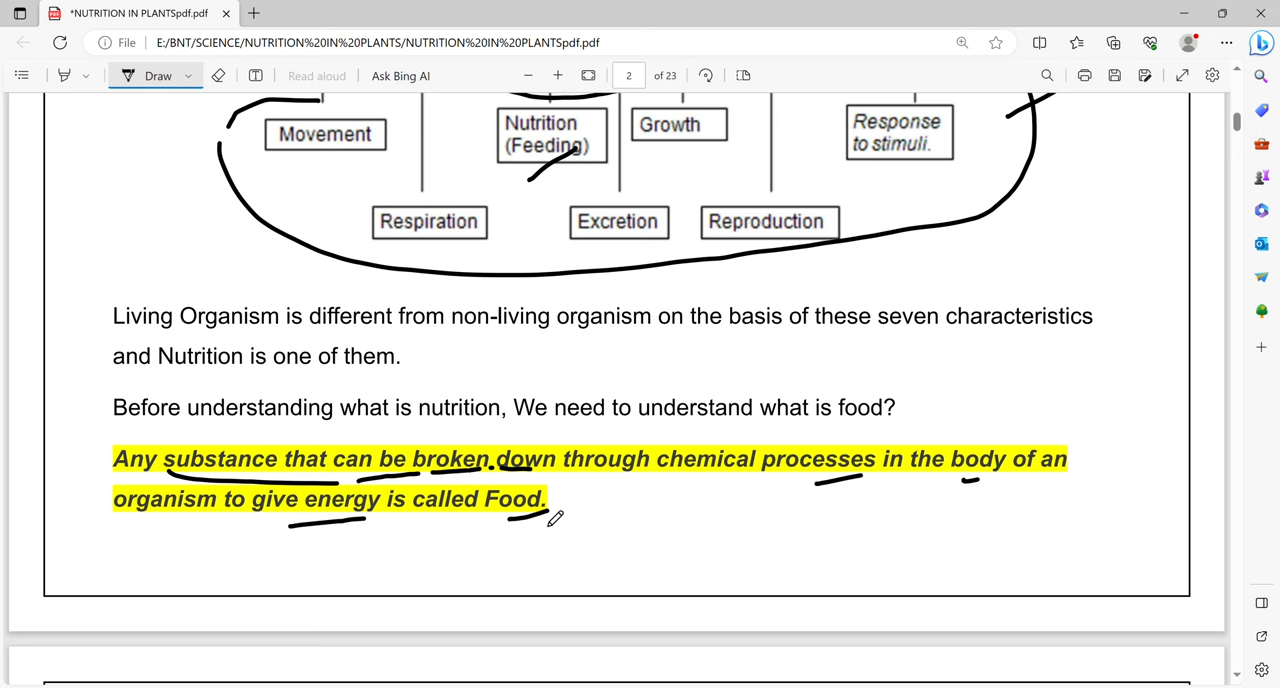 *NUTRITION IN PLANTSpdf.pdf
File E:/BNT/SCIENCE/NUTRITION%20IN%20PLANTS/NUTRITION%20IN%20PLANTSpdf.pdf
Draw Read aloud Ask Bing AI 2 of 23
Movement
Nutrition
(Feeding)
Growth
Response
to stimuli.
Respiration
Excretion
Reproduction
Living Organism is different from non-living organism on the basis of these seven characteristics
and Nutrition is one of them.
Before understanding what is nutrition, We need to understand what is food?
Any substance that can be broken down through chemical processes in the body of an
organism to give energy is called Food.